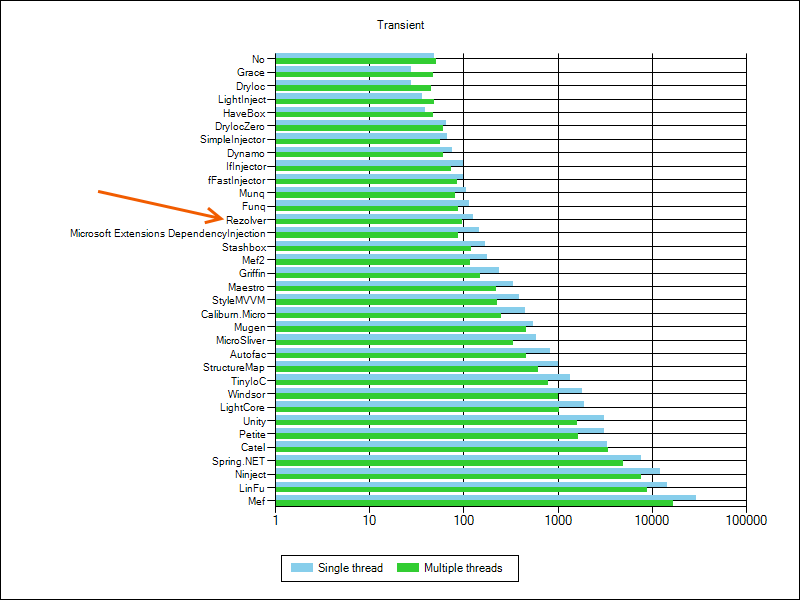 Transient
No
Grace
DryIoc
LightInject
HaveBox
DryIocZero
SimpleInjector
Dynamo
IfInjector
fFastInjector
Munq
Funq
Rezolver
Microsoft Extensions DependencyInjection
Stashbox
Mef2
Griffin
Maestro
StyleMVVM
Caliburn.Micro
Mugen
MicroSliver
Autofac
StructureMap
TinyIoC
Windsor
LightCore
Unity
Petite
Catel
Spring.NET
Ninject
LinFu
Mef
1 10 100 1000 10000 100000
Single thread Multiple threads